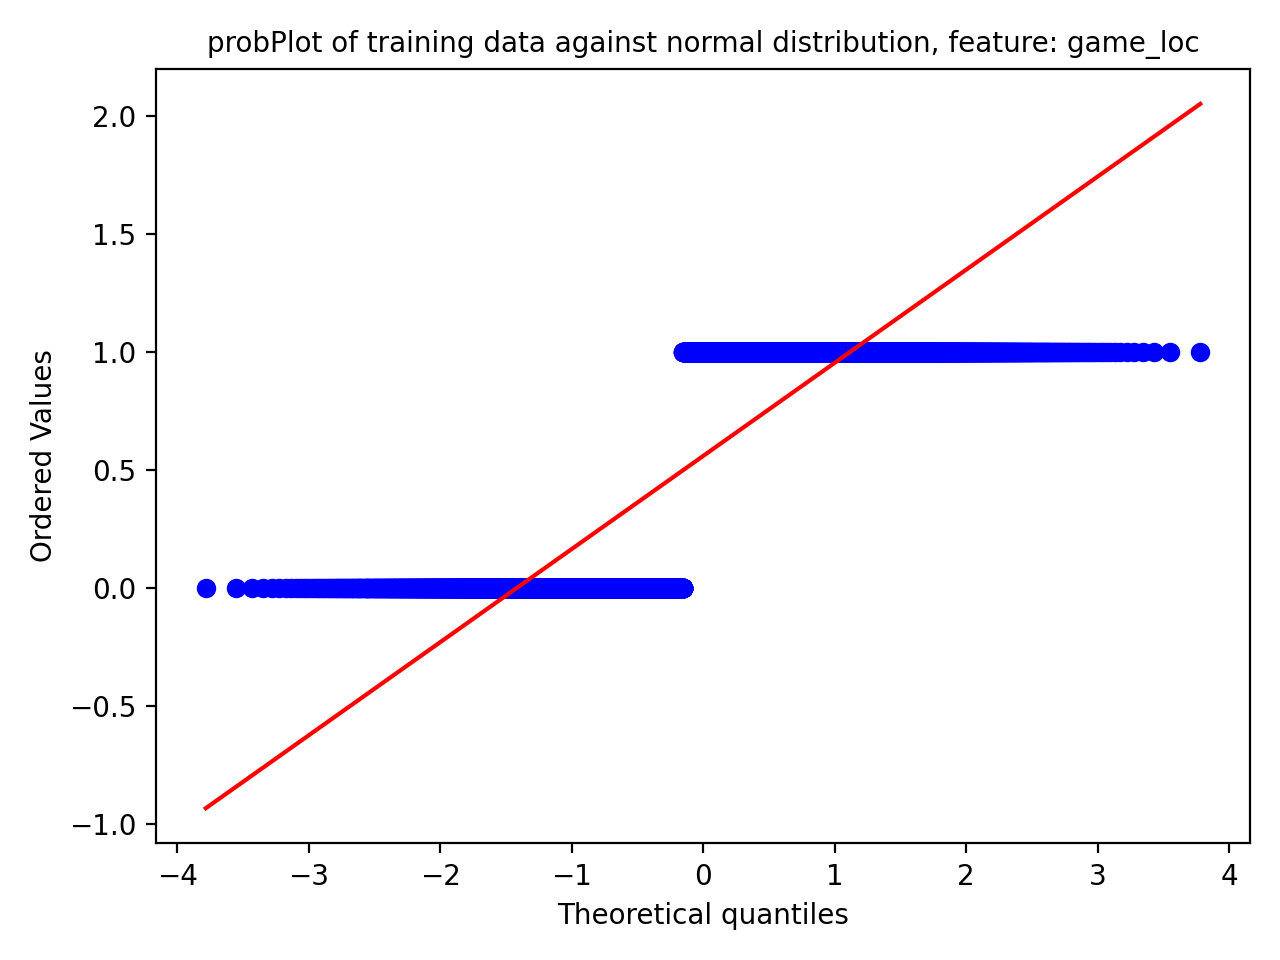 probPlot of training data against normal distribution, feature: game_loc
2.0
1.5
1.0
0.5
0.0
−0.5
−1.0
Ordered Values
−4 −3 −2 −1 0 1 2 3 4
Theoretical quantiles